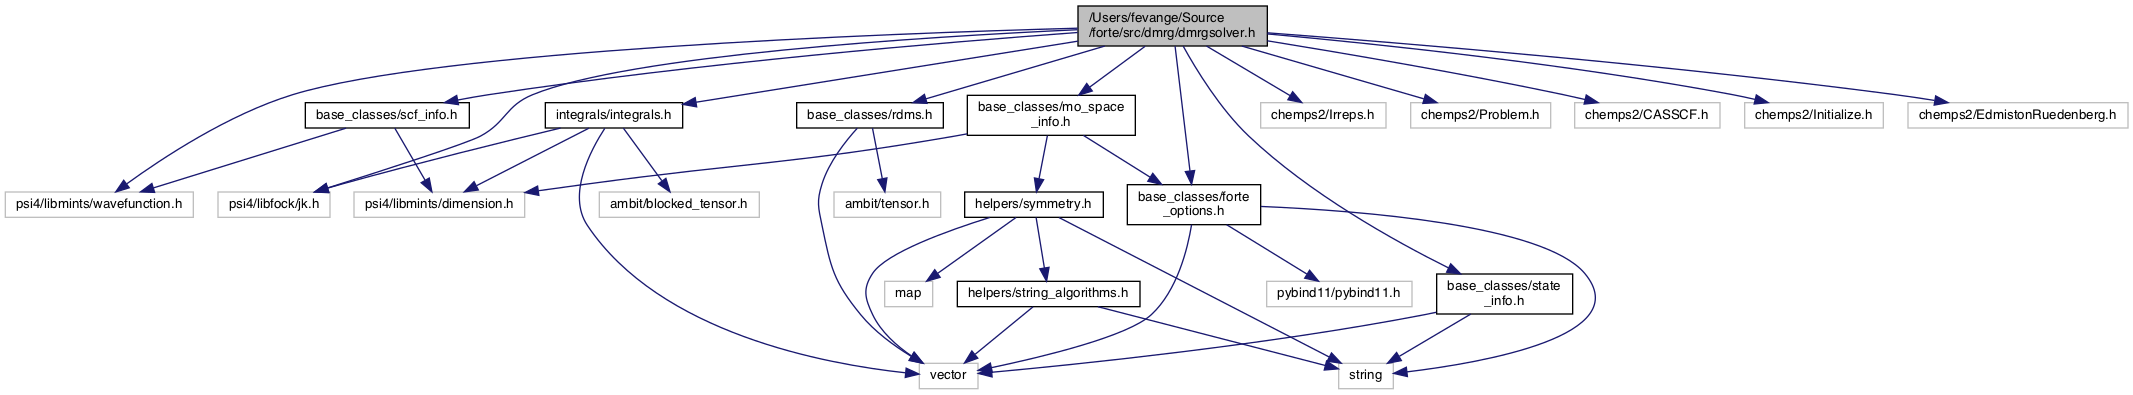 /Users/fevange/Source
/forte/src/dmrg/dmrgsolver.h
base_classes/scf_info.h
integrals/integrals.h
base_classes/rdms.h
base_classes/mo_space
_info.h
chemps2/Irreps.h
chemps2/Problem.h
chemps2/CASSCF.h
chemps2/Initialize.h
chemps2/EdmistonRuedenberg.h
psi4/libmints/wavefunction.h
psi4/libfock/jk.h
psi4/libmints/dimension.h
ambit/blocked_tensor.h
ambit/tensor.h
helpers/symmetry.h
base_classes/forte
_options.h
map
helpers/string_algorithms.h
pybind11/pybind11.h
base_classes/state
_info.h
vector
string